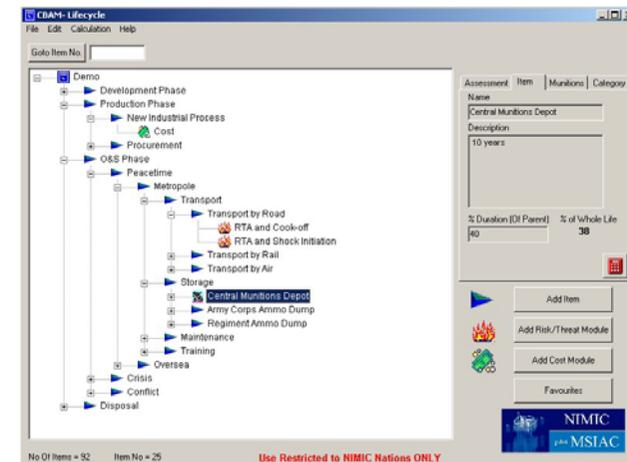 CBAM- Lifecycle
File Edit Calculation Help
Goto Item No.
Demo
Development Phase
Production Phase
New Industrial Process
Cost
Procurement
O&S Phase
Peacetime
Metropole
Transport
Transport by Road
RTA and Cook-off
RTA and Shock Initiation
Transport by Rail
Transport by Air
Storage
Central Munitions Depot
Army Corps Ammo Dump
Regiment Ammo Dump
Maintenance
Training
Oversea
Crisis
Conflict
Disposal
Assessment Item Munitions Category
Name
Central Munitions Depot
Description
10 years
% Duration (Of Parent) % of Whole Life
40 38
Add Item
Add Risk/Threat Module
Add Cost Module
Favourites
NIMIC
MSIAC
No Of Items = 92 Item No = 25 Use Restricted to NIMIC Nations ONLY